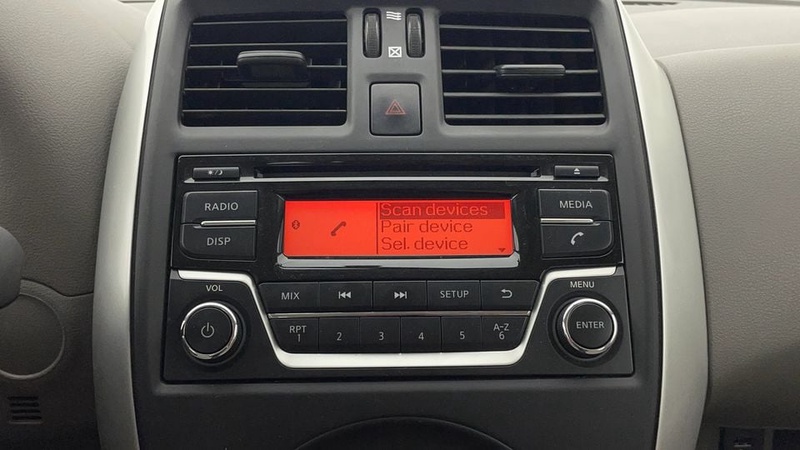 RADIO
DISP
Scan devices
Pair device
Sel. device
MEDIA
VOL
MENU
MIX
SETUP
RPT
1
2
3
4
5
A-Z
6
ENTER